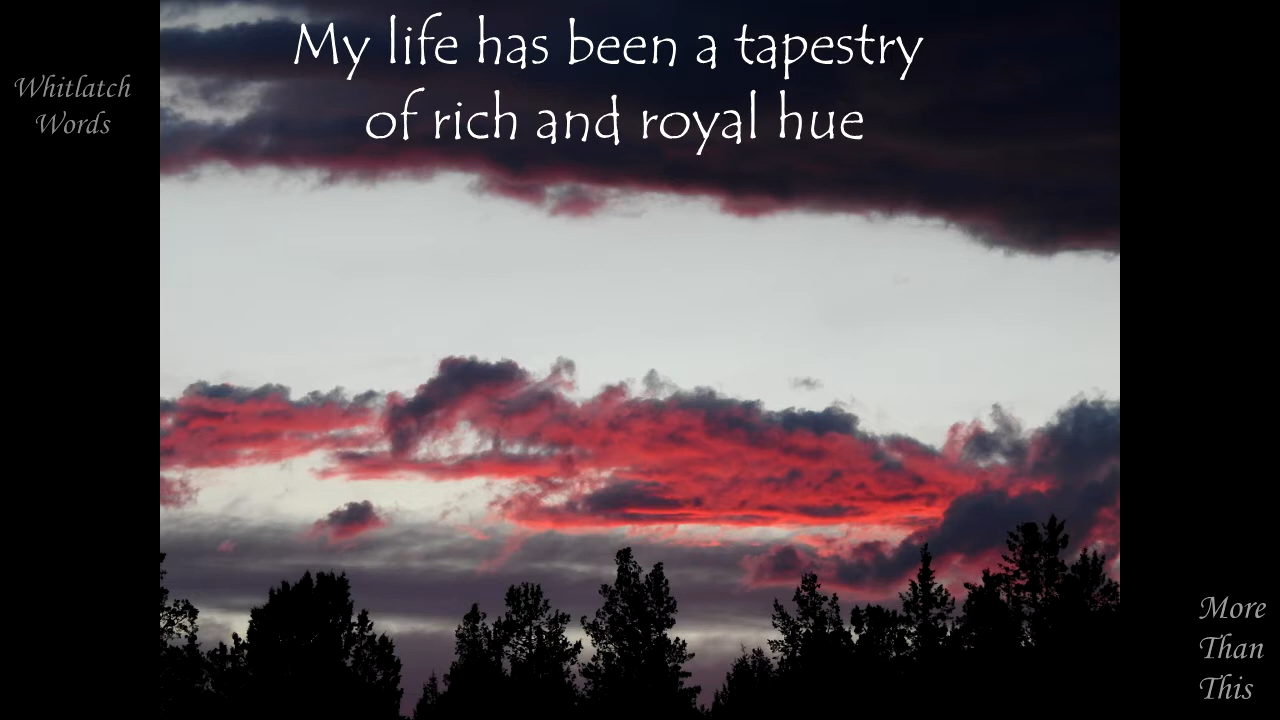 My life has been a tapestry
of rich and royal hue
Whitlatch
Words
More
Than
This